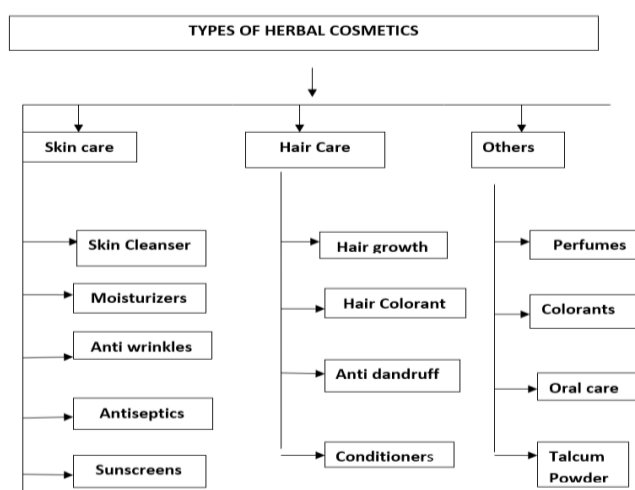 TYPES OF HERBAL COSMETICS
Skin care
Hair Care
Others
Skin Cleanser
Moisturizers
Anti wrinkles
Antiseptics
Sunscreens
Hair growth
Hair Colorant
Anti dandruff
Conditioners
Perfumes
Colorants
Oral care
Talcum
Powder